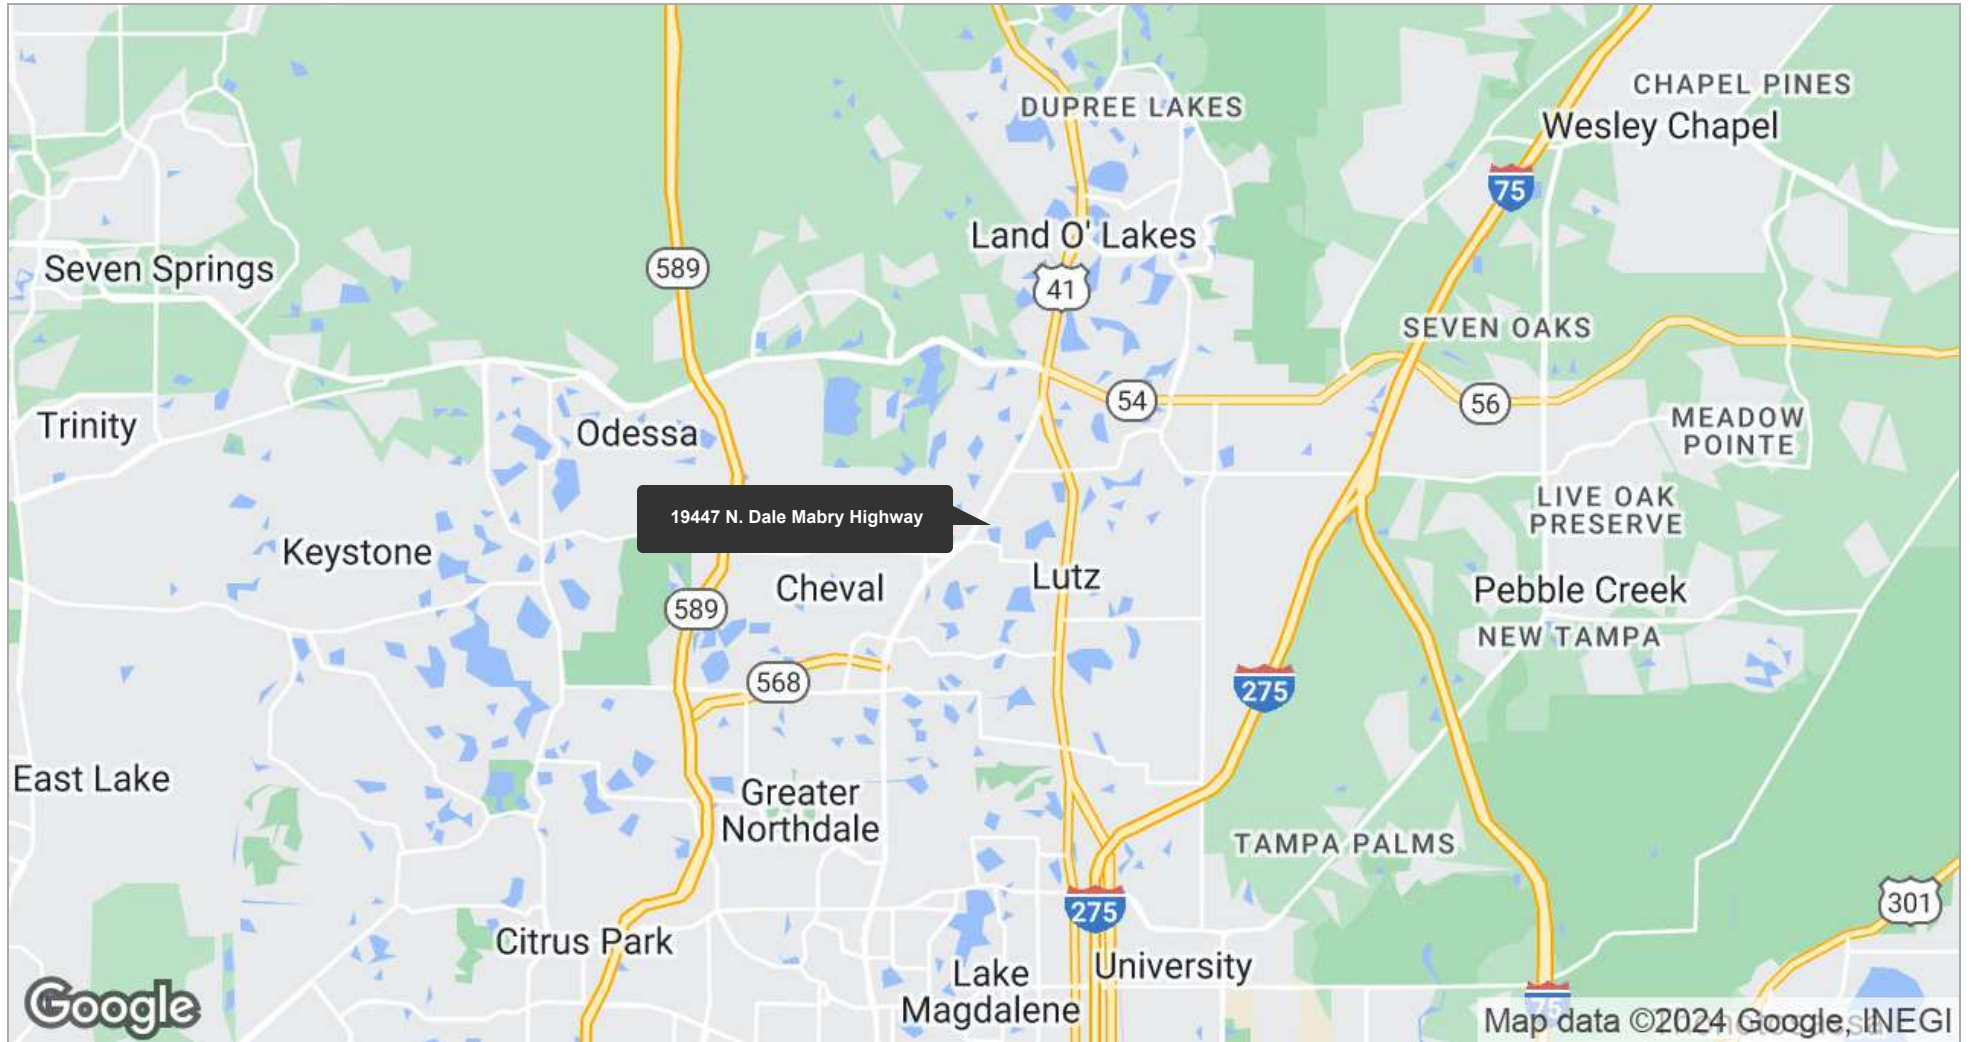 CHAPEL PINES
DUPREE LAKES
Wesley Chapel
75
Land O' Lakes
589
Seven Springs
41
SEVEN OAKS
54
56
Trinity
Odessa
MEADOW
POINTE
19447 N. Dale Mabry Highway
LIVE OAK
PRESERVE
Keystone
Cheval
Lutz
Pebble Creek
589
NEW TAMPA
568
275
East Lake
Greater
Northdale
TAMPA PALMS
301
275
Citrus Park
University
Lake
Magdalene
75
Google
Map data ©2024 Google, INEGI